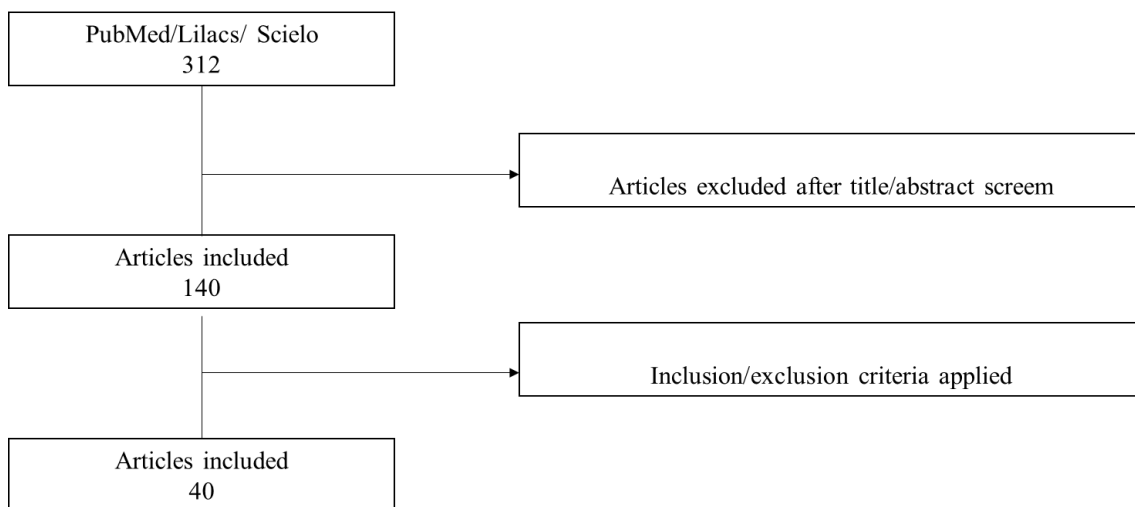 PubMed/Lilacs/ Scielo
312
Articles excluded after title/abstract screem
Articles included
140
Inclusion/exclusion criteria applied
Articles included
40